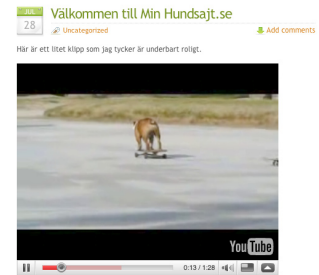 JUL
28
Välkommen till Min Hundsajt.se
Uncategorized
Add comments
Här är ett litet klipp som jag tycker är underbart roligt.
YouTube
0:13 / 1:28